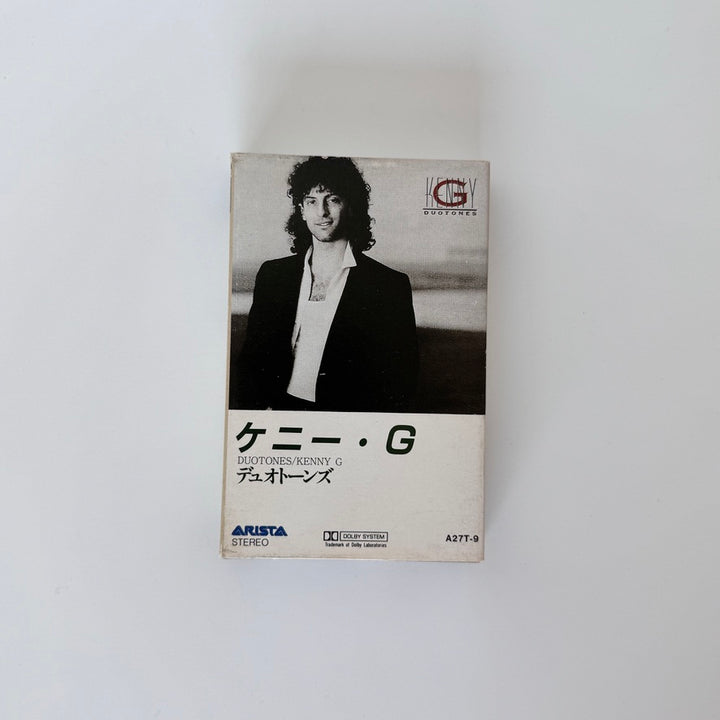 KENNY
G
DUOTONES
ケニー・G
DUOTONES/KENNY G
デュオトーンズ
ARISTA
STEREO
DOLBY SYSTEM
Trademark of Dolby Laboratories
A27T-9